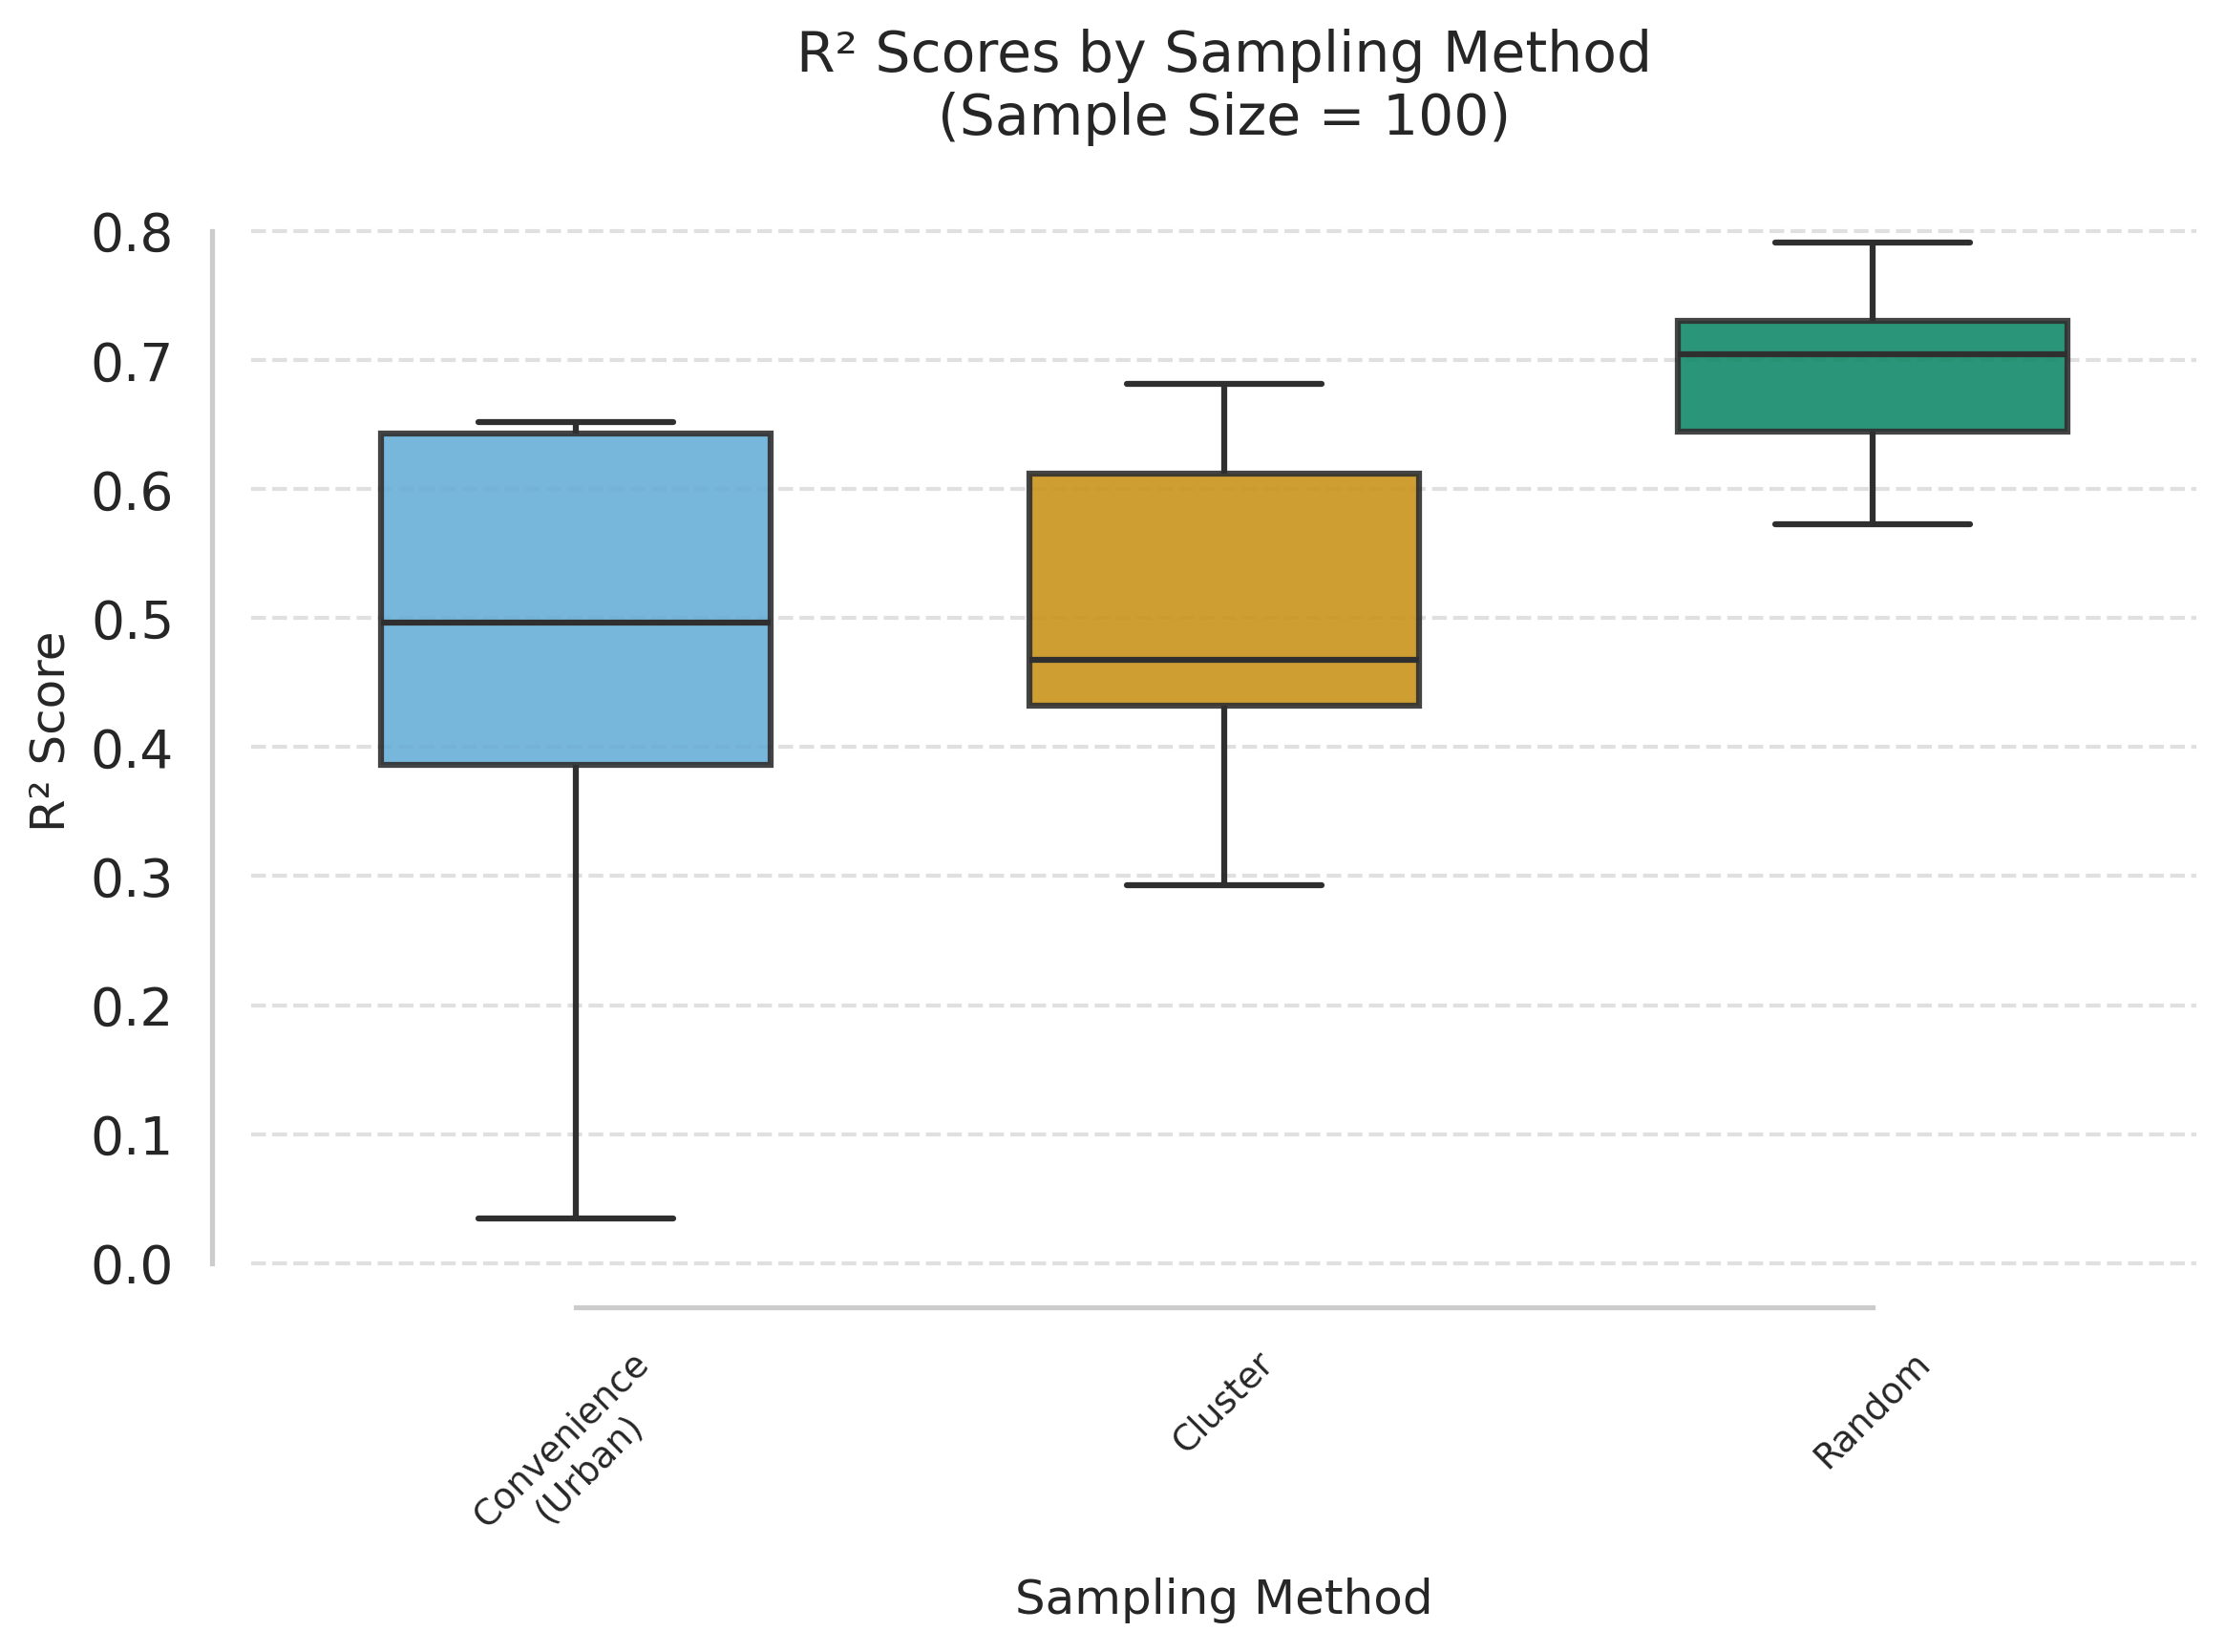 R² Scores by Sampling Method
(Sample Size = 100)
0.8
0.7
0.6
0.5
0.4
0.3
0.2
0.1
0.0
R² Score
Convenience
(Urban)
Cluster
Random
Sampling Method